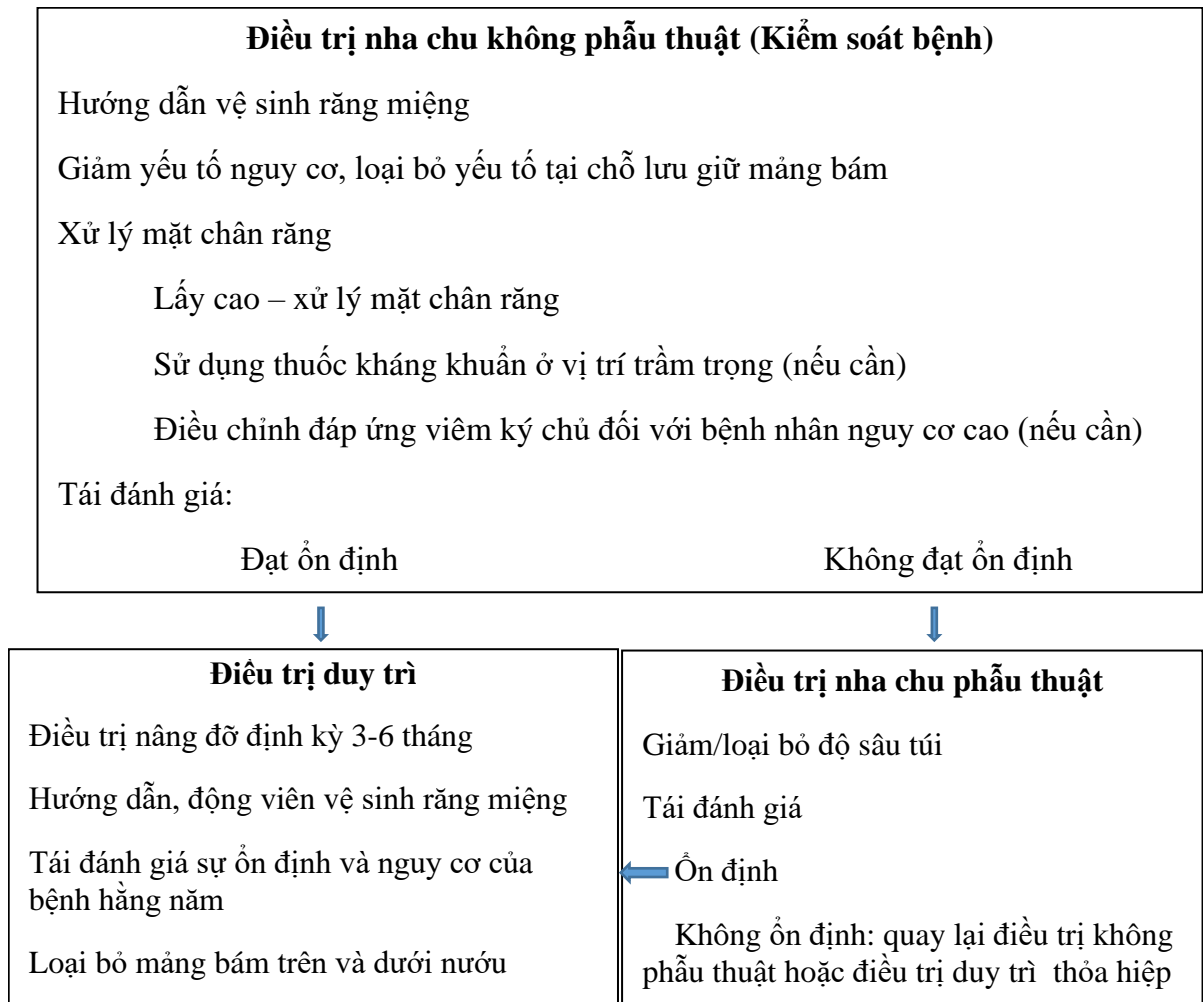 Điều trị nha chu không phẫu thuật (Kiểm soát bệnh)
Hướng dẫn vệ sinh răng miệng
Giảm yếu tố nguy cơ, loại bỏ yếu tố tại chỗ lưu giữ mảng bám
Xử lý mặt chân răng
Lấy cao – xử lý mặt chân răng
Sử dụng thuốc kháng khuẩn ở vị trí trầm trọng (nếu cần)
Điều chỉnh đáp ứng viêm ký chủ đối với bệnh nhân nguy cơ cao (nếu cần)
Tái đánh giá:
Đạt ổn định
Không đạt ổn định
Điều trị duy trì
Điều trị nâng đỡ định kỳ 3-6 tháng
Hướng dẫn, động viên vệ sinh răng miệng
Tái đánh giá sự ổn định và nguy cơ của
bệnh hằng năm
Loại bỏ mảng bám trên và dưới nướu
Điều trị nha chu phẫu thuật
Giảm/loại bỏ độ sâu túi
Tái đánh giá
Ổn định
Không ổn định: quay lại điều trị không
phẫu thuật hoặc điều trị duy trì thỏa hiệp